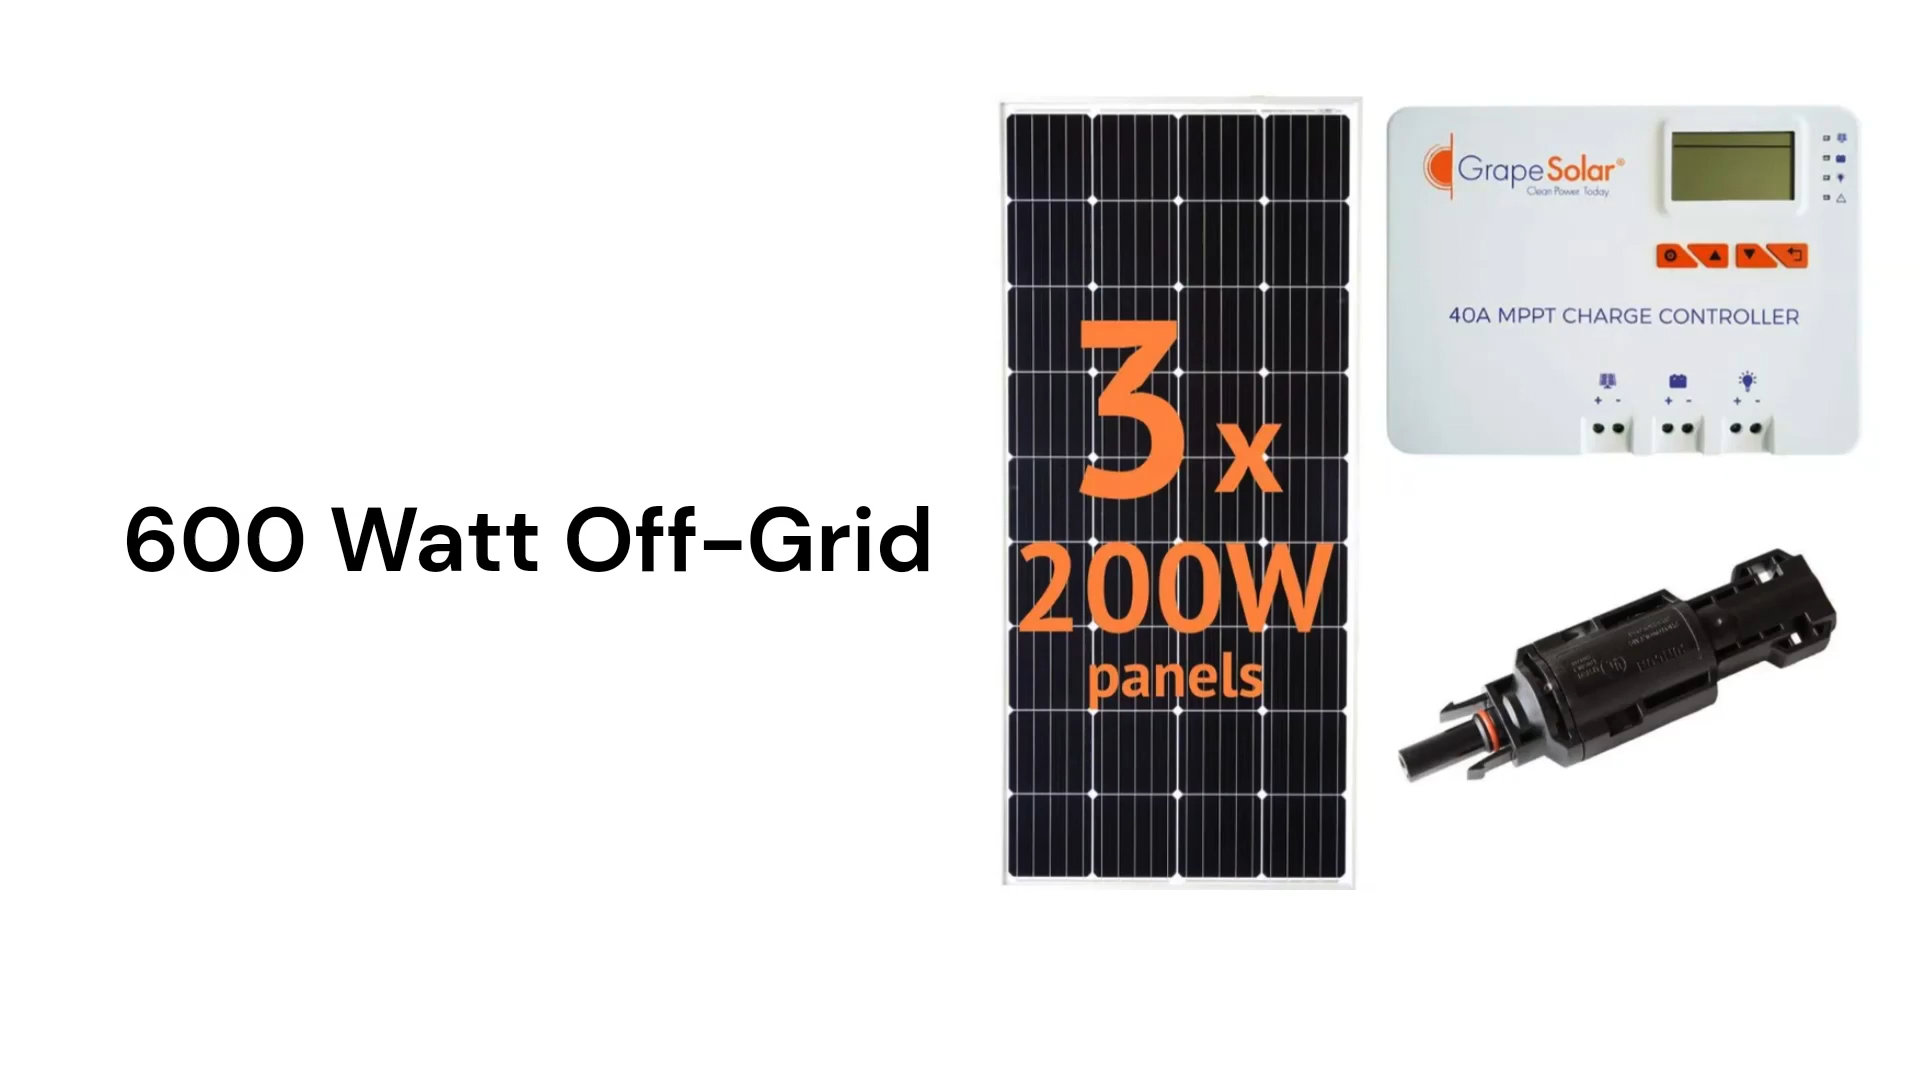 600 Watt Off-Grid
3 x
200W
panels
GrapeSolar®
Clean Power Today
40A MPPT CHARGE CONTROLLER
+ -
+ -
+ -